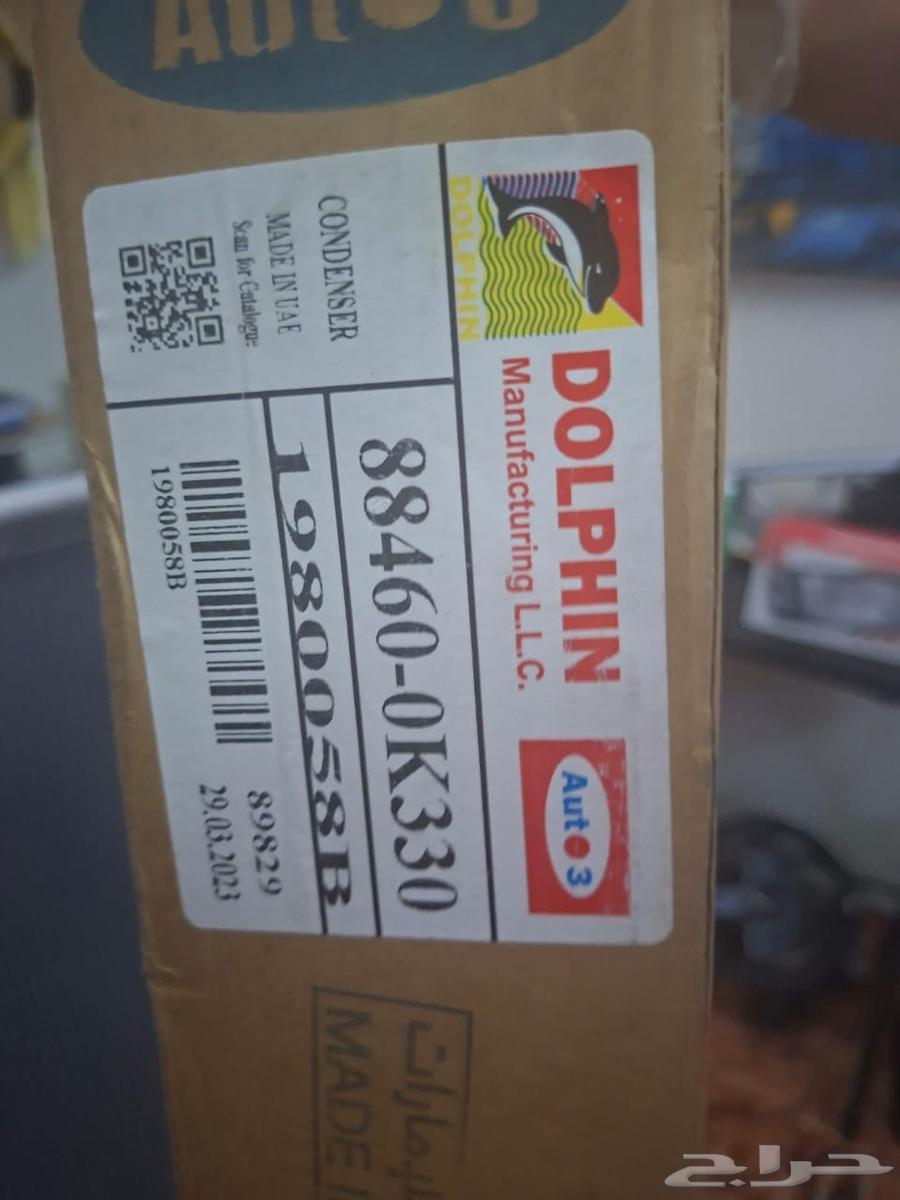 Auto 3
DOLPHIN
DOLPHIN
Manufacturing L.L.C.
Auto 3
CONDENSER
MADE IN UAE
Scan for Catalogue
88460-0K330
1980058B
1980058B
89829
29.03.2023
MADE
حراج